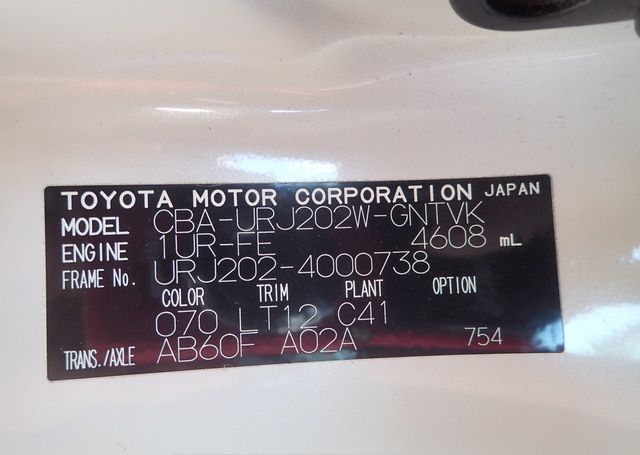 TOYOTA MOTOR CORPORATION JAPAN
MODEL CBA-URJ202W-GNTVK
ENGINE 1UR-FE 4608 mL
FRAME No. URJ202-4000738
COLOR TRIM PLANT OPTION
070 LT12 C41
TRANS./AXLE AB60F A02A 754